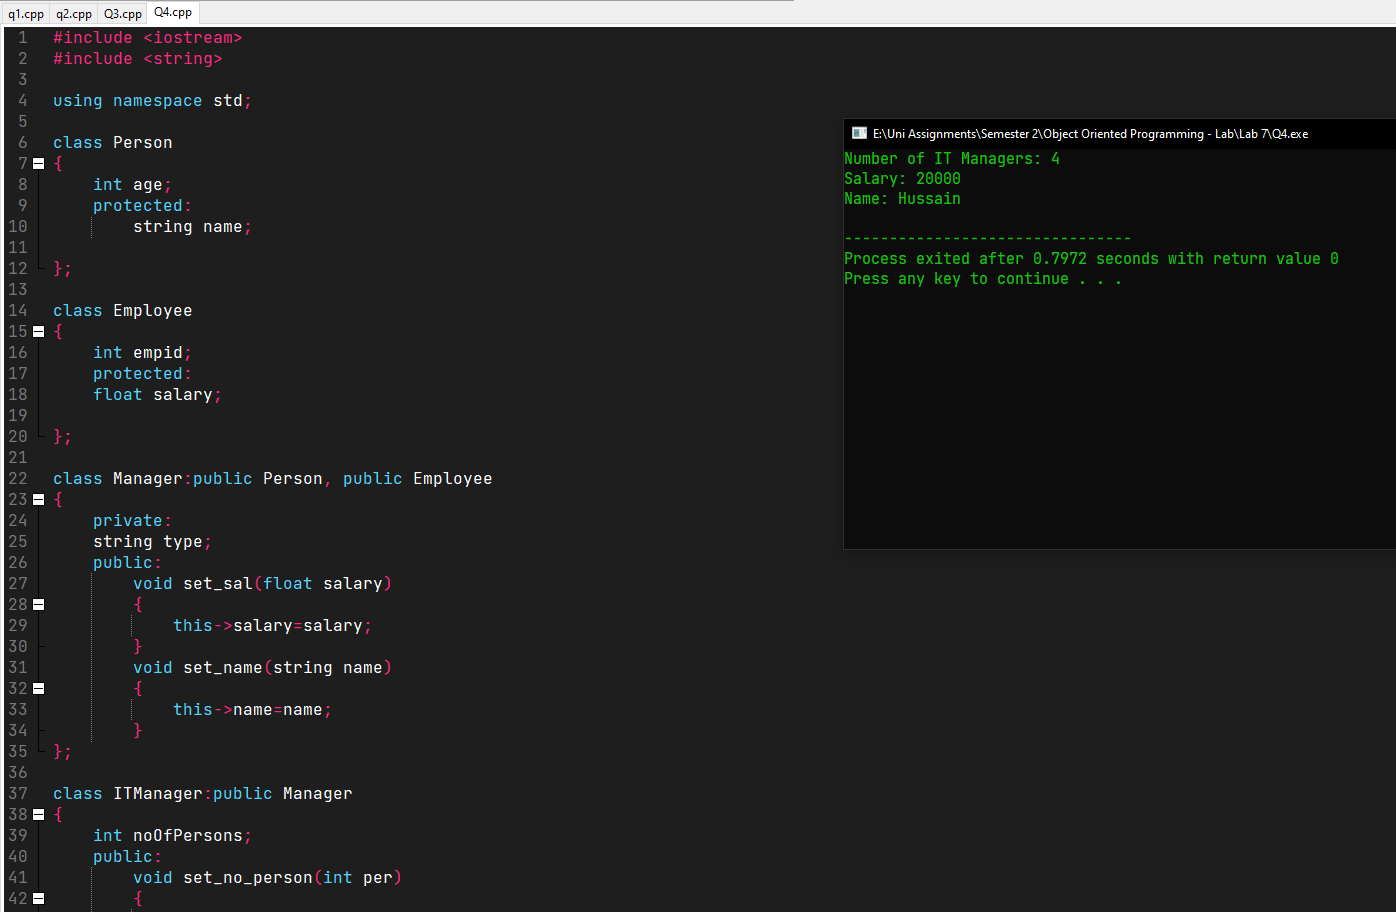 q1.cpp q2.cpp Q3.cpp Q4.cpp
1 #include <iostream>
2 #include <string>
3
4 using namespace std;
5
6 class Person
7 {
8 int age;
9 protected:
10 string name;
11
12 };
13
14 class Employee
15 {
16 int empid;
17 protected:
18 float salary;
19
20 };
21
22 class Manager:public Person, public Employee
23 {
24 private:
25 string type;
26 public:
27 void set_sal(float salary)
28 {
29 this->salary=salary;
30 }
31 void set_name(string name)
32 {
33 this->name=name;
34 }
35 };
36
37 class ITManager:public Manager
38 {
39 int noOfPersons;
40 public:
41 void set_no_person(int per)
42 {
E:\Uni Assignments\Semester 2\Object Oriented Programming - Lab\Lab 7\Q4.exe
Number of IT Managers: 4
Salary: 20000
Name: Hussain
--------------------------------
Process exited after 0.7972 seconds with return value 0
Press any key to continue . . .